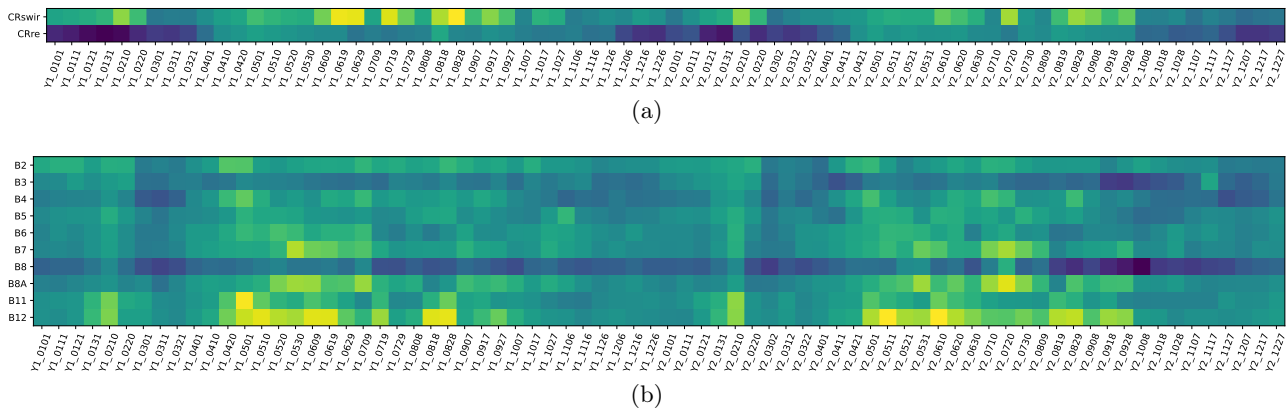 CRswir
CRre
Y1_0101 Y1_0111 Y1_0121 Y1_0131 Y1_0210 Y1_0220 Y1_0301 Y1_0311 Y1_0321 Y1_0401 Y1_0410 Y1_0420 Y1_0501 Y1_0510 Y1_0520 Y1_0530 Y1_0609 Y1_0619 Y1_0629 Y1_0709 Y1_0719 Y1_0729 Y1_0808 Y1_0818 Y1_0828 Y1_0907 Y1_0917 Y1_0927 Y1_1007 Y1_1017 Y1_1027 Y1_1106 Y1_1116 Y1_1126 Y1_1206 Y1_1216 Y1_1226 Y2_0101 Y2_0111 Y2_0121 Y2_0131 Y2_0210 Y2_0220 Y2_0302 Y2_0312 Y2_0322 Y2_0401 Y2_0411 Y2_0421 Y2_0501 Y2_0511 Y2_0521 Y2_0531 Y2_0610 Y2_0620 Y2_0630 Y2_0710 Y2_0720 Y2_0730 Y2_0809 Y2_0819 Y2_0829 Y2_0908 Y2_0918 Y2_0928 Y2_1008 Y2_1018 Y2_1028 Y2_1107 Y2_1117 Y2_1127 Y2_1207 Y2_1217 Y2_1227
(a)
B2
B3
B4
B5
B6
B7
B8
B8A
B11
B12
Y1_0101 Y1_0111 Y1_0121 Y1_0131 Y1_0210 Y1_0220 Y1_0301 Y1_0311 Y1_0321 Y1_0401 Y1_0410 Y1_0420 Y1_0501 Y1_0510 Y1_0520 Y1_0530 Y1_0609 Y1_0619 Y1_0629 Y1_0709 Y1_0719 Y1_0729 Y1_0808 Y1_0818 Y1_0828 Y1_0907 Y1_0917 Y1_0927 Y1_1007 Y1_1017 Y1_1027 Y1_1106 Y1_1116 Y1_1126 Y1_1206 Y1_1216 Y1_1226 Y2_0101 Y2_0111 Y2_0121 Y2_0131 Y2_0210 Y2_0220 Y2_0302 Y2_0312 Y2_0322 Y2_0401 Y2_0411 Y2_0421 Y2_0501 Y2_0511 Y2_0521 Y2_0531 Y2_0610 Y2_0620 Y2_0630 Y2_0710 Y2_0720 Y2_0730 Y2_0809 Y2_0819 Y2_0829 Y2_0908 Y2_0918 Y2_0928 Y2_1008 Y2_1018 Y2_1028 Y2_1107 Y2_1117 Y2_1127 Y2_1207 Y2_1217 Y2_1227
(b)